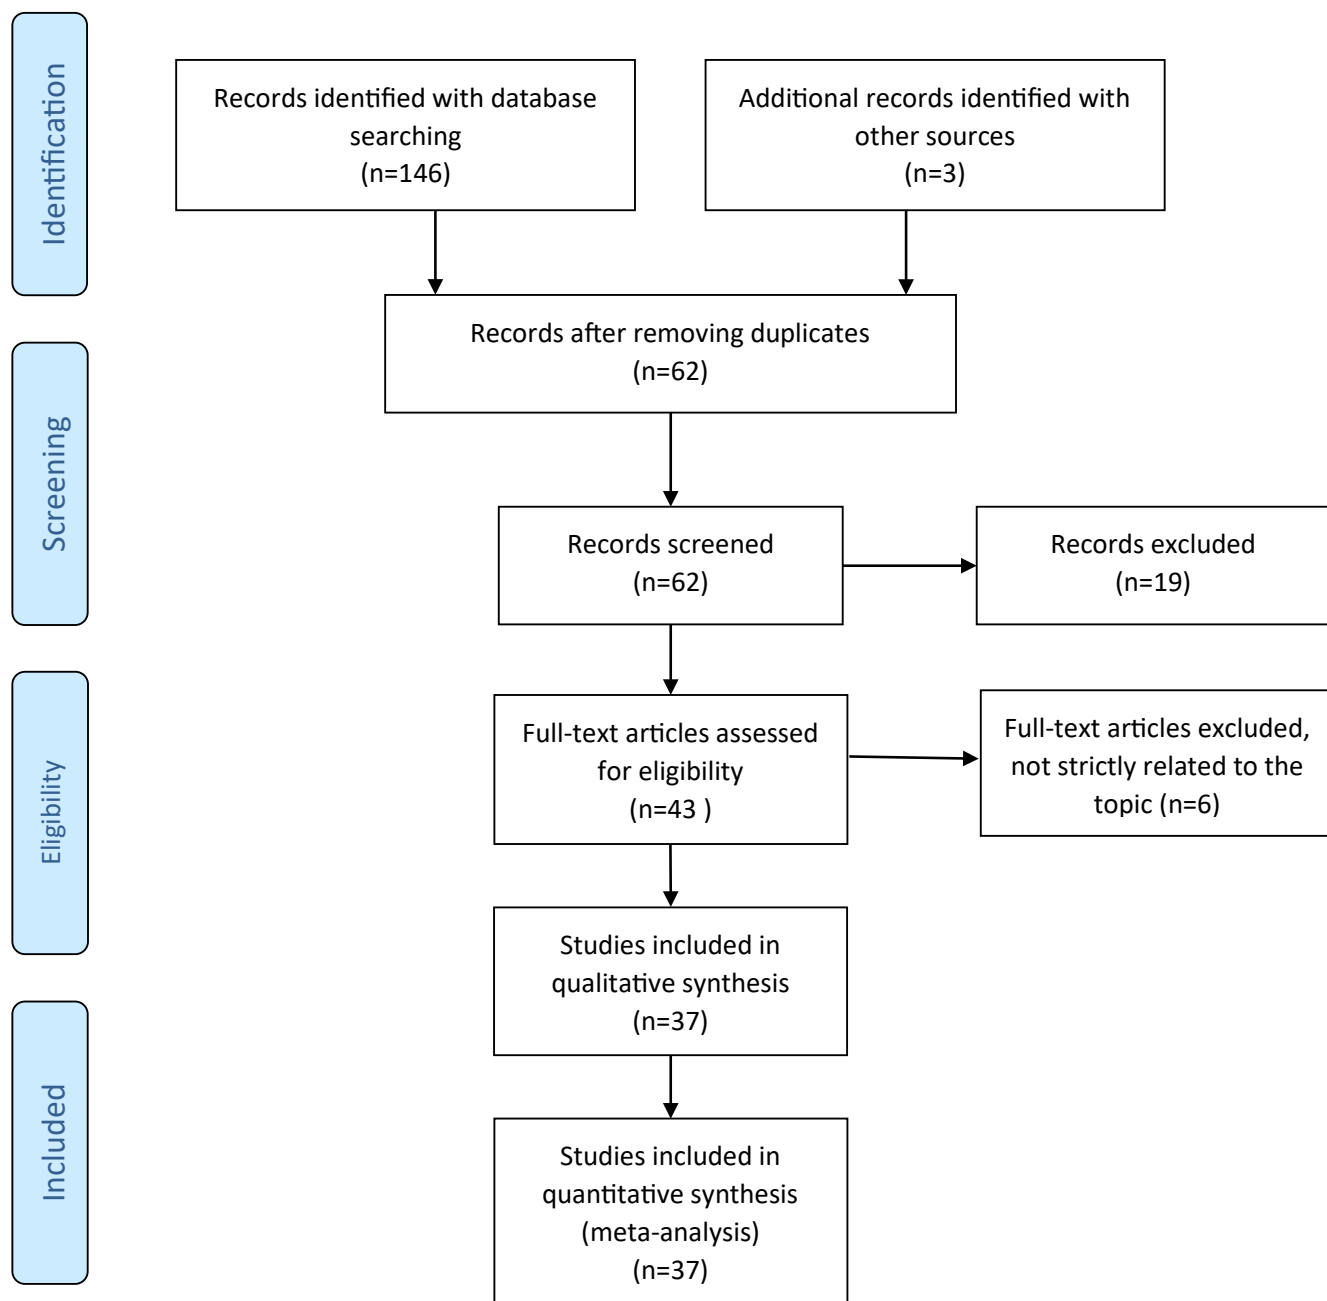 Identification
Records identified with database
searching
(n=146)
Additional records identified with
other sources
(n=3)
Records after removing duplicates
(n=62)
Screening
Records screened
(n=62)
Records excluded
(n=19)
Eligibility
Full-text articles assessed
for eligibility
(n=43 )
Full-text articles excluded,
not strictly related to the
topic (n=6)
Studies included in
qualitative synthesis
(n=37)
Included
Studies included in
quantitative synthesis
(meta-analysis)
(n=37)